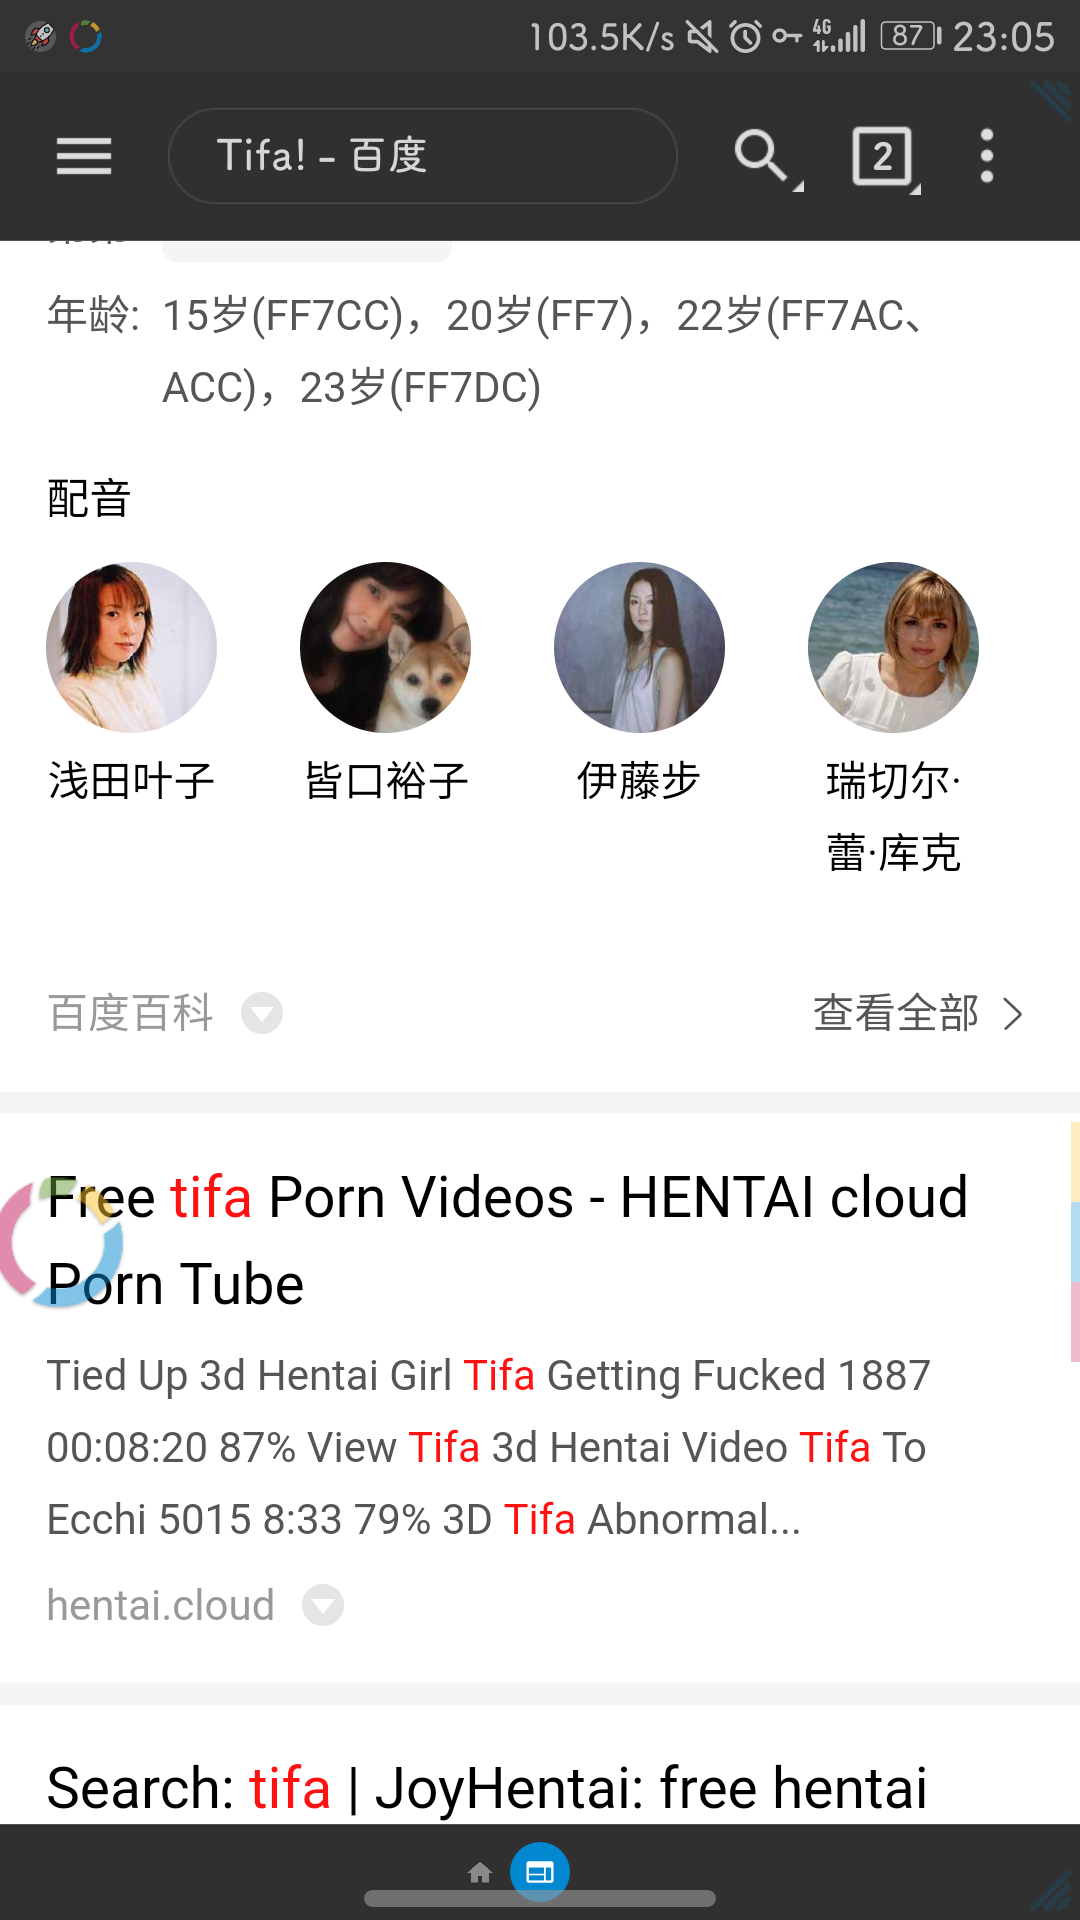 103.5K/s 4G 87 23:05
Tifa! – 百度 2
年龄: 15岁(FF7CC)，20岁(FF7)，22岁(FF7AC、
ACC)，23岁(FF7DC)
配音
浅田叶子 皆口裕子 伊藤步 瑞切尔·
蕾·库克
百度百科 查看全部
Free tifa Porn Videos - HENTAI cloud
Porn Tube
Tied Up 3d Hentai Girl Tifa Getting Fucked 1887
00:08:20 87% View Tifa 3d Hentai Video Tifa To
Ecchi 5015 8:33 79% 3D Tifa Abnormal...
hentai.cloud
Search: tifa | JoyHentai: free hentai